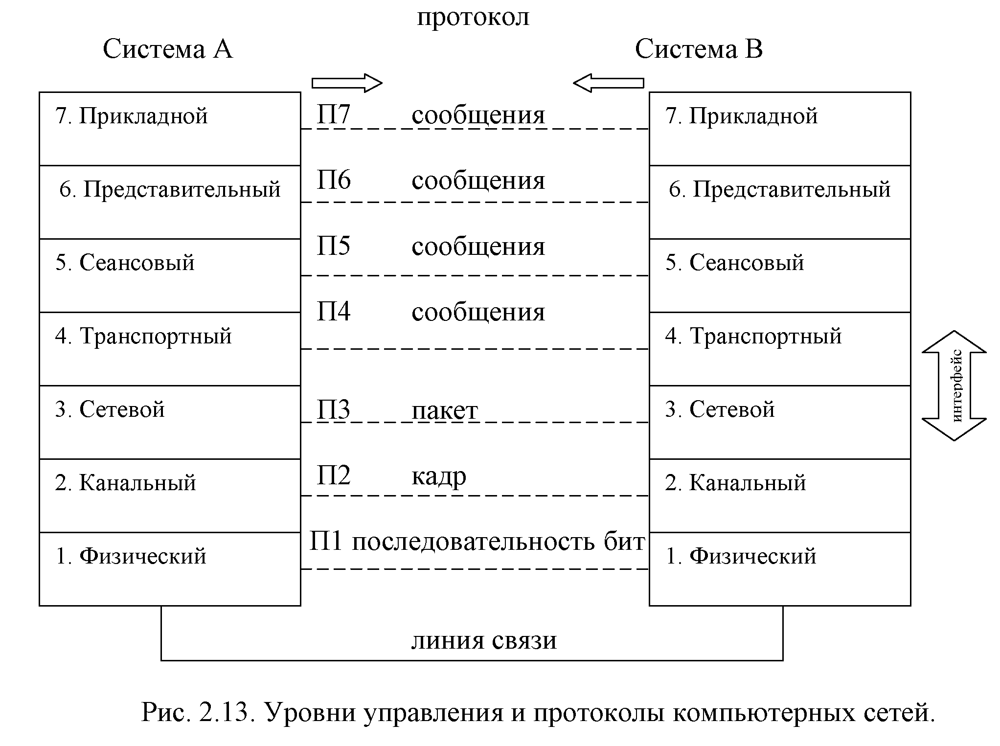 протокол
Система А Система В
7. Прикладной П7 сообщения 7. Прикладной
6. Представительный П6 сообщения 6. Представительный
5. Сеансовый П5 сообщения 5. Сеансовый
4. Транспортный П4 сообщения 4. Транспортный
интерфейс
3. Сетевой П3 пакет 3. Сетевой
2. Канальный П2 кадр 2. Канальный
1. Физический П1 последовательность бит 1. Физический
линия связи
Рис. 2.13. Уровни управления и протоколы компьютерных сетей.